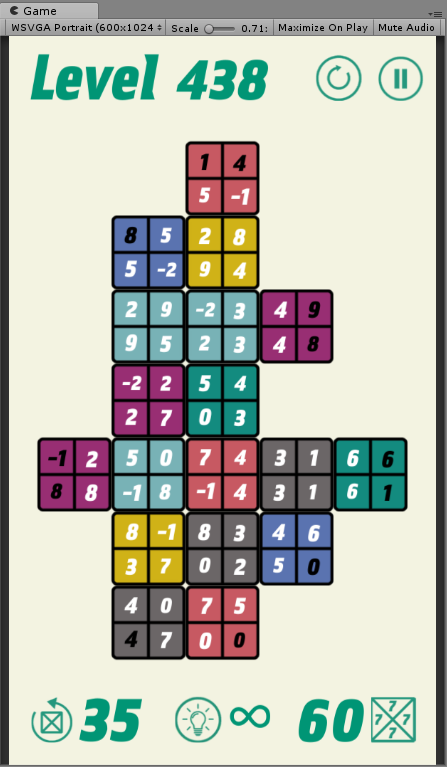 Game
WSVGA Portrait (600x1024 Scale 0.71: Maximize On Play Mute Audio
Level 438
1 4
5 -1
8 5 2 8
5 -2 9 4
2 9 -2 3 4 9
9 5 2 3 4 8
-2 2 5 4
2 7 0 3
-1 2 5 0 7 4 3 1 6 6
8 8 -1 8 -1 4 3 1 6 1
8 -1 8 3 4 6
3 7 0 2 5 0
4 0 7 5
4 7 0 0
35 ∞ 60 7 7 7 7